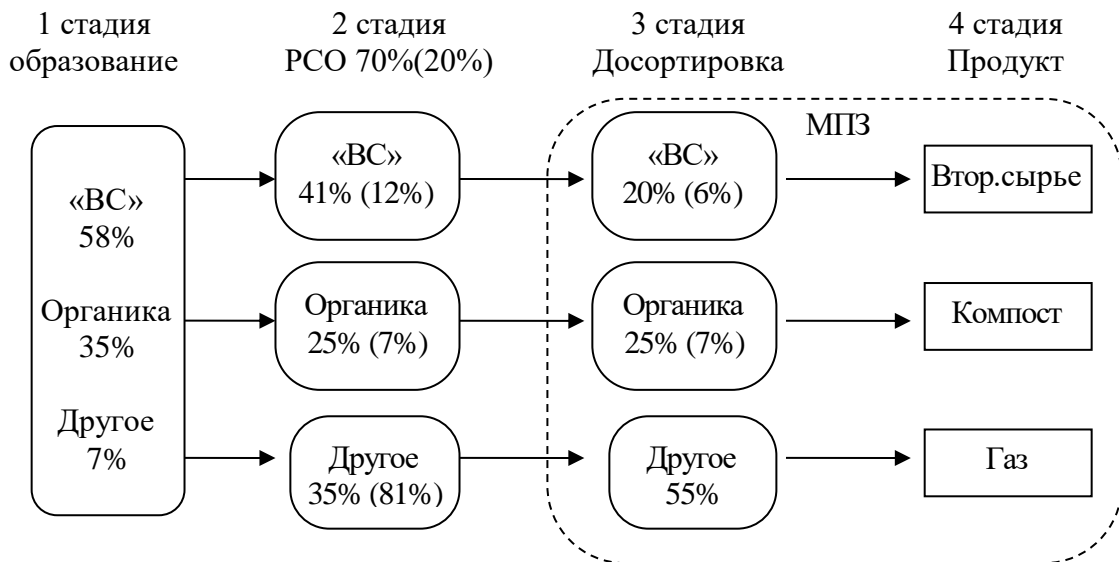 1 стадия
образование
2 стадия
РСО 70%(20%)
3 стадия
Досортировка
4 стадия
Продукт
МПЗ
«ВС»
58%
Органика
35%
Другое
7%
«ВС»
41% (12%)
Органика
25% (7%)
Другое
35% (81%)
«ВС»
20% (6%)
Органика
25% (7%)
Другое
55%
Втор.сырье
Компост
Газ